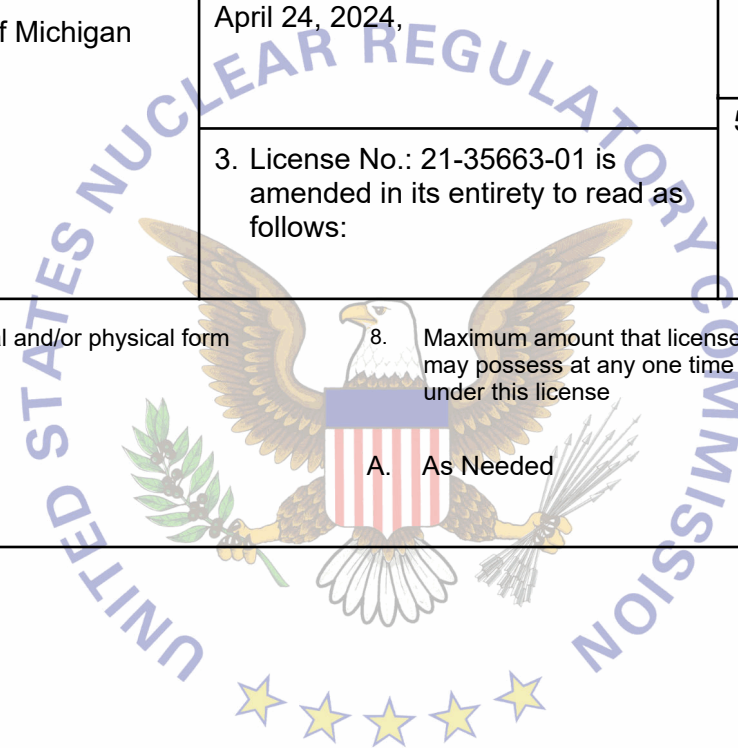 f Michigan
April 24, 2024,
3. License No.: 21-35663-01 is
amended in its entirety to read as
follows:
l and/or physical form
8. Maximum amount that license
may possess at any one time
under this license
A. As Needed
UNITED STATES NUCLEAR REGULATORY COMMISSION